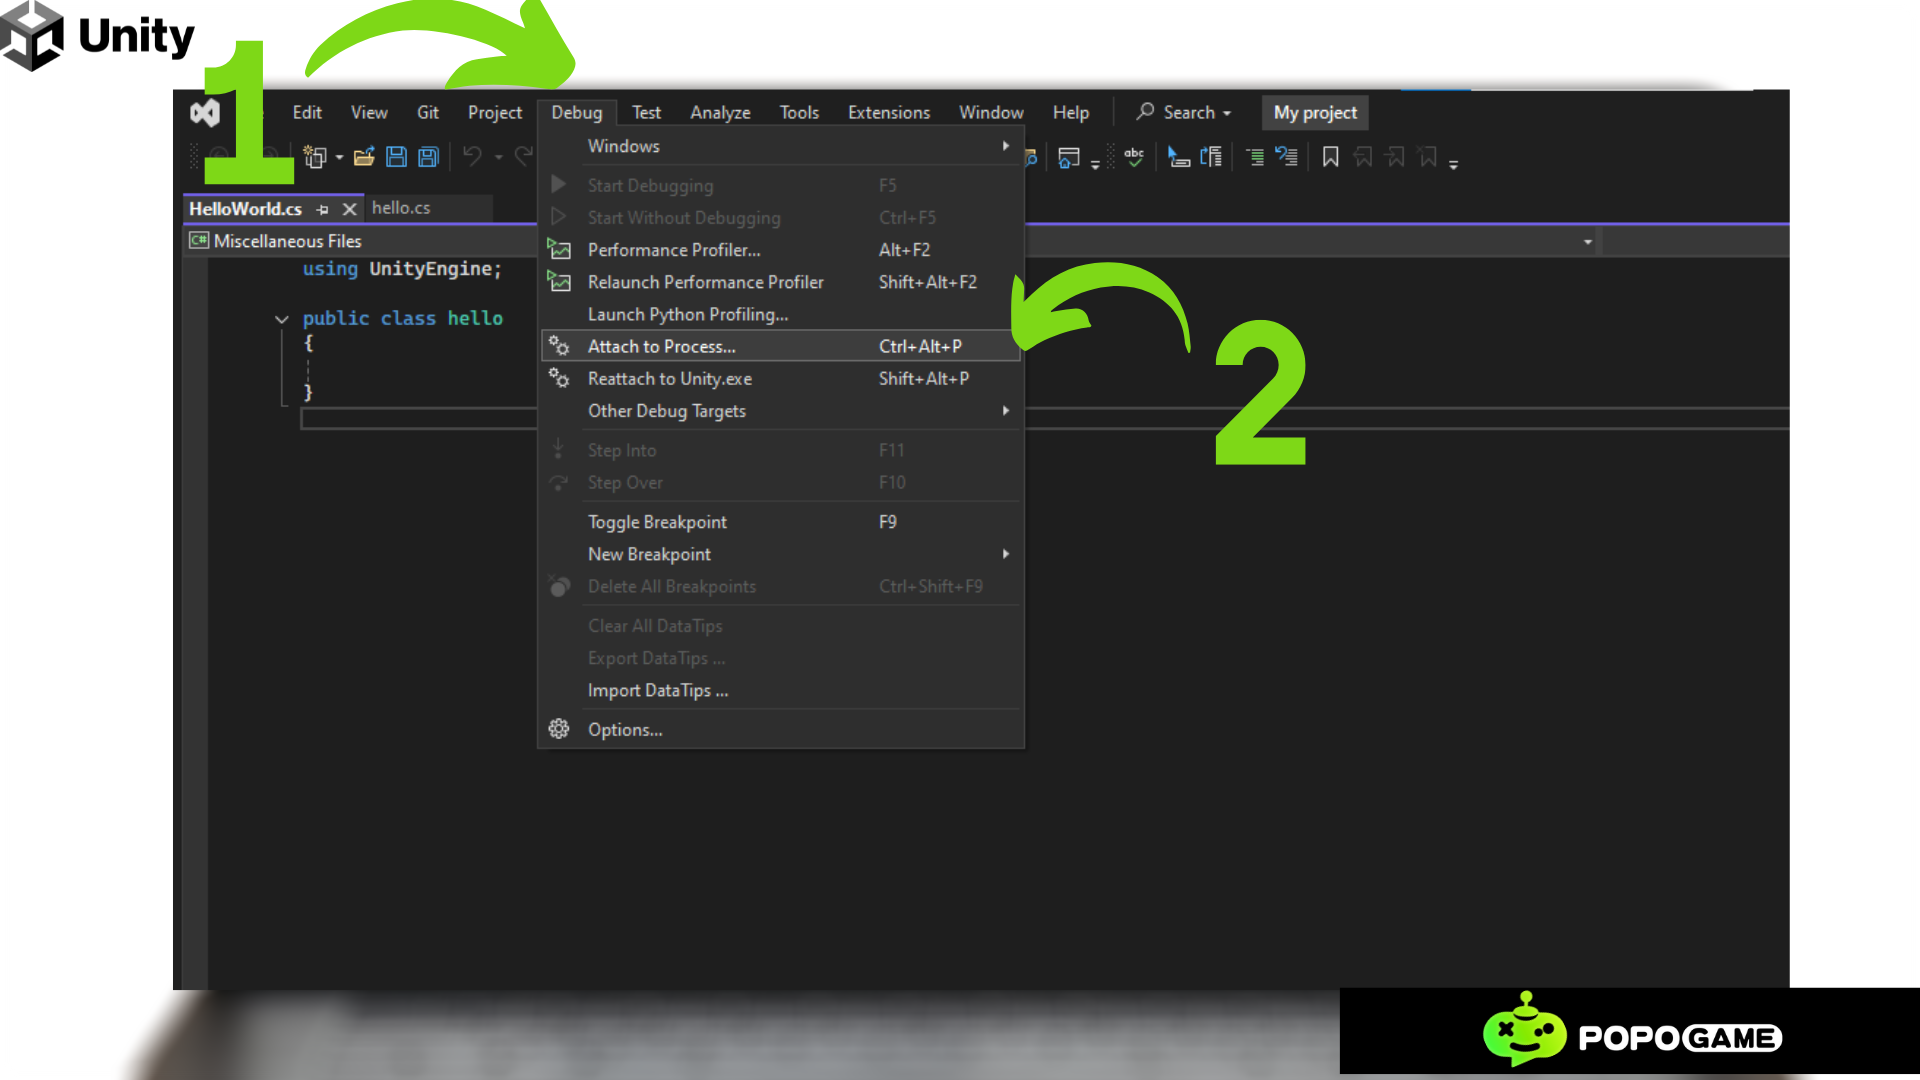 Unity
1
Edit View Git Project Debug Test Analyze Tools Extensions Window Help Search My project
abc
HelloWorld.cs hello.cs
C# Miscellaneous Files
using UnityEngine;
public class hello
{
}
Windows
Start Debugging F5
Start Without Debugging Ctrl+F5
Performance Profiler... Alt+F2
Relaunch Performance Profiler Shift+Alt+F2
Launch Python Profiling...
Attach to Process... Ctrl+Alt+P
Reattach to Unity.exe Shift+Alt+P
Other Debug Targets
Step Into F11
Step Over F10
Toggle Breakpoint F9
New Breakpoint
Delete All Breakpoints Ctrl+Shift+F9
Clear All DataTips
Export DataTips ...
Import DataTips ...
Options...
2
POPOGAME